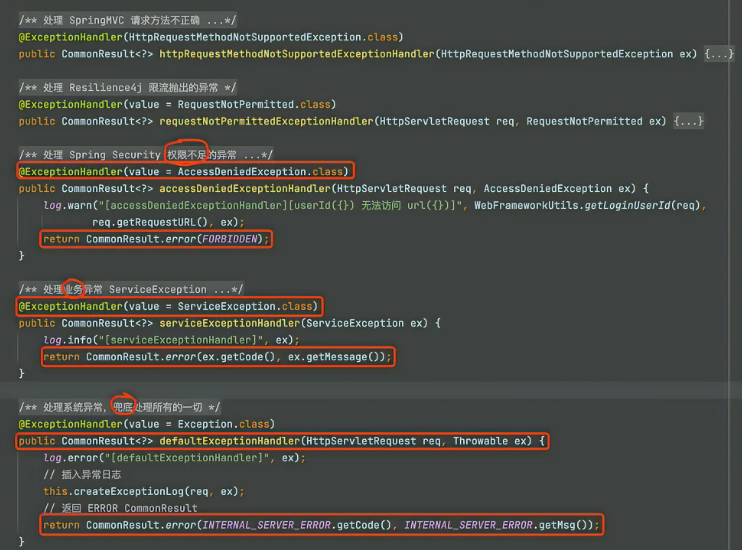 /** 处理 SpringMVC 请求方法不正确 ...*/
@ExceptionHandler(HttpRequestMethodNotSupportedException.class)
public CommonResult<?> httpRequestMethodNotSupportedExceptionHandler(HttpRequestMethodNotSupportedException ex) {...}
/** 处理 Resilience4j 限流抛出的异常 */
@ExceptionHandler(value = RequestNotPermitted.class)
public CommonResult<?> requestNotPermittedExceptionHandler(HttpServletRequest req, RequestNotPermitted ex) {...}
/** 处理 Spring Security 权限不足的异常 ...*/
@ExceptionHandler(value = AccessDeniedException.class)
public CommonResult<?> accessDeniedExceptionHandler(HttpServletRequest req, AccessDeniedException ex) {
log.warn("[accessDeniedExceptionHandler][userId({}) 无法访问 url({})]", WebFrameworkUtils.getLoginUserId(req),
req.getRequestURL(), ex);
return CommonResult.error(FORBIDDEN);
}
/** 处理业务异常 ServiceException ...*/
@ExceptionHandler(value = ServiceException.class)
public CommonResult<?> serviceExceptionHandler(ServiceException ex) {
log.info("[serviceExceptionHandler]", ex);
return CommonResult.error(ex.getCode(), ex.getMessage());
}
/** 处理系统异常，兜底处理所有的一切 */
@ExceptionHandler(value = Exception.class)
public CommonResult<?> defaultExceptionHandler(HttpServletRequest req, Throwable ex) {
log.error("[defaultExceptionHandler]", ex);
// 插入异常日志
this.createExceptionLog(req, ex);
// 返回 ERROR CommonResult
return CommonResult.error(INTERNAL_SERVER_ERROR.getCode(), INTERNAL_SERVER_ERROR.getMsg());
}